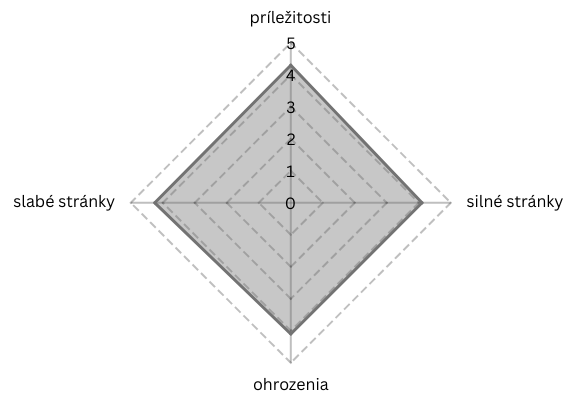 príležitosti
5
4
3
2
1
0
slabé stránky
silné stránky
ohrozenia